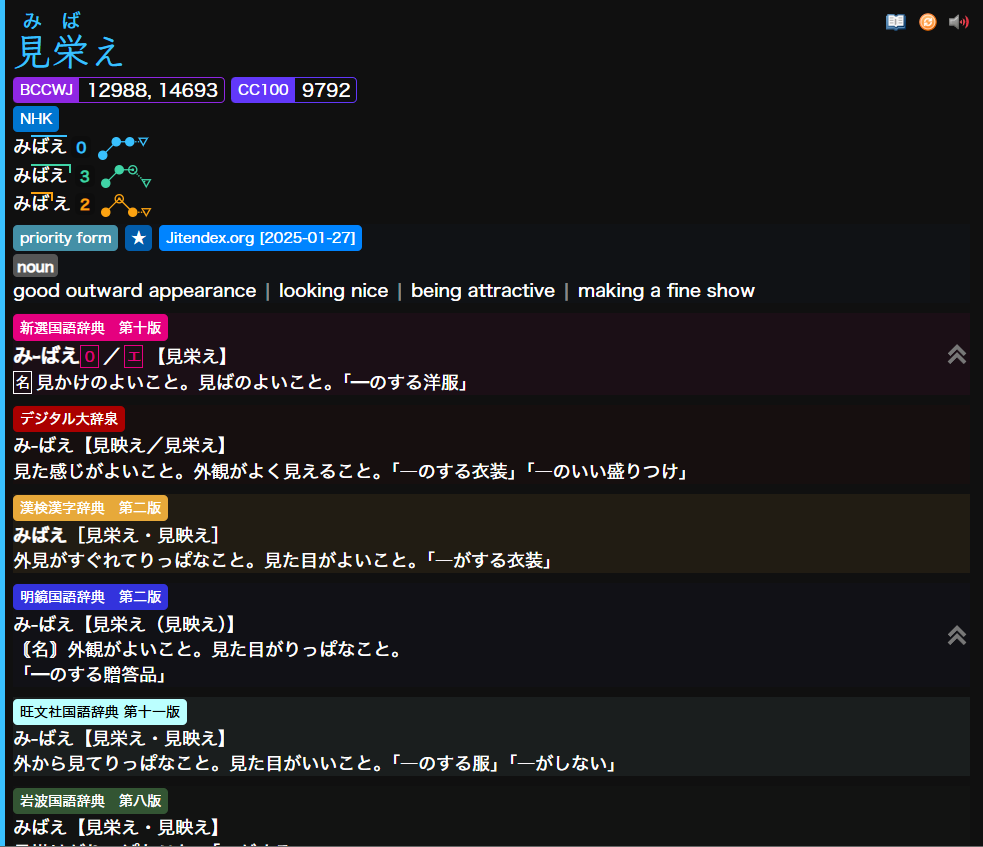 みば
見栄え
BCCWJ 12988, 14693 CC100 9792
NHK
みばえ 0
みばえ 3
みばえ 2
priority form ★ Jitendex.org [2025-01-27]
noun
good outward appearance | looking nice | being attractive | making a fine show
新選国語辞典 第十版
み-ばえ0／エ【見栄え】
名 見かけのよいこと。見ばのよいこと。「―のする洋服」
デジタル大辞泉
み‐ばえ【見映え／見栄え】
見た感じがよいこと。外観がよく見えること。「―のする衣装」「―のいい盛りつけ」
漢検漢字辞典 第二版
みばえ［見栄え・見映え］
外見がすぐれてりっぱなこと。見た目がよいこと。「―がする衣装」
明鏡国語辞典 第二版
み‐ばえ【見栄え（見映え）】
〘名〙外観がよいこと。見た目がりっぱなこと。
「―のする贈答品」
旺文社国語辞典 第十一版
み‐ばえ【見栄え・見映え】
外から見てりっぱなこと。見た目がいいこと。「―のする服」「―がしない」
岩波国語辞典 第八版
みばえ【見栄え・見映え】